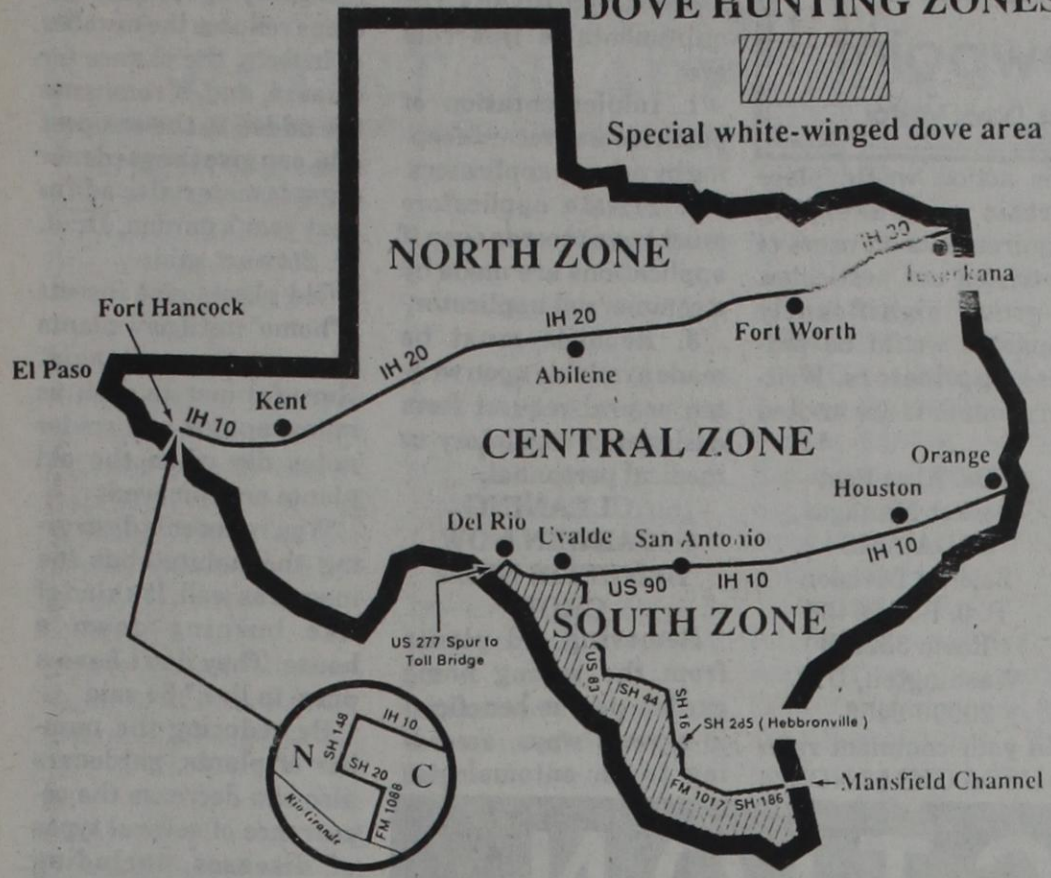 DOVE HUNTING ZONES
Special white-winged dove area
NORTH ZONE
IH 30
Fort Hancock
IH 20
Fort Worth
El Paso
IH 20
Abilene
Kent
IH 10
CENTRAL ZONE
Orange
Houston
Del Rio
Uvalde
San Antonio
IH 10
US 90
IH 10
SOUTH ZONE
US 277 Spur to
Toll Bridge
US 83
SH 44
SH 16
SH 285 (Hebbronville)
Mansfield Channel
FM 1017
SH 186
N
SH 148
IH 10
SH 20
C
Rio Grande
FM 1088